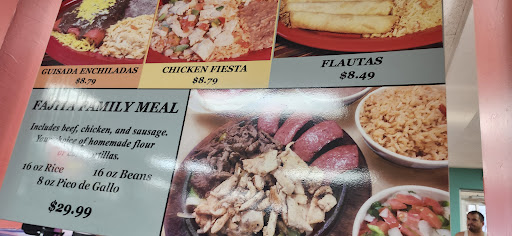 GUISADA ENCHILADAS
$8.79
CHICKEN FIESTA
$8.79
FLAUTAS
$8.49
FAJITA FAMILY MEAL
Includes beef, chicken, and sausage.
choice of homemade flour
16 oz Rice 16 oz Beans
8 oz Pico de Gallo
$29.99